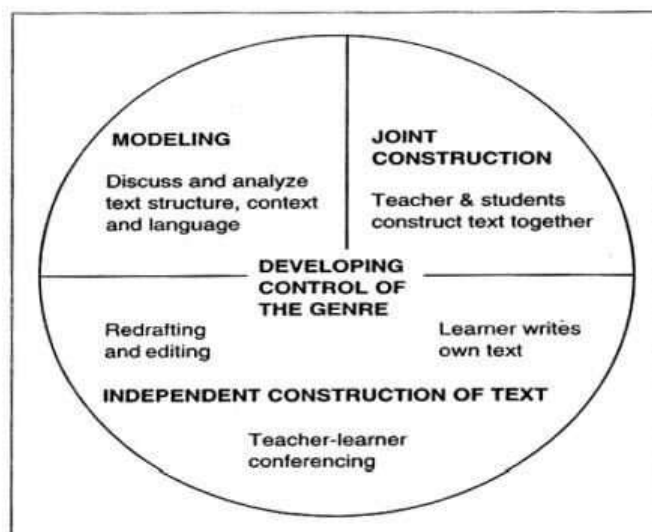 MODELING
Discuss and analyze
text structure, context
and language
JOINT
CONSTRUCTION
Teacher & students
construct text together
DEVELOPING
CONTROL OF
THE GENRE
Redrafting
and editing
Learner writes
own text
INDEPENDENT CONSTRUCTION OF TEXT
Teacher-learner
conferencing